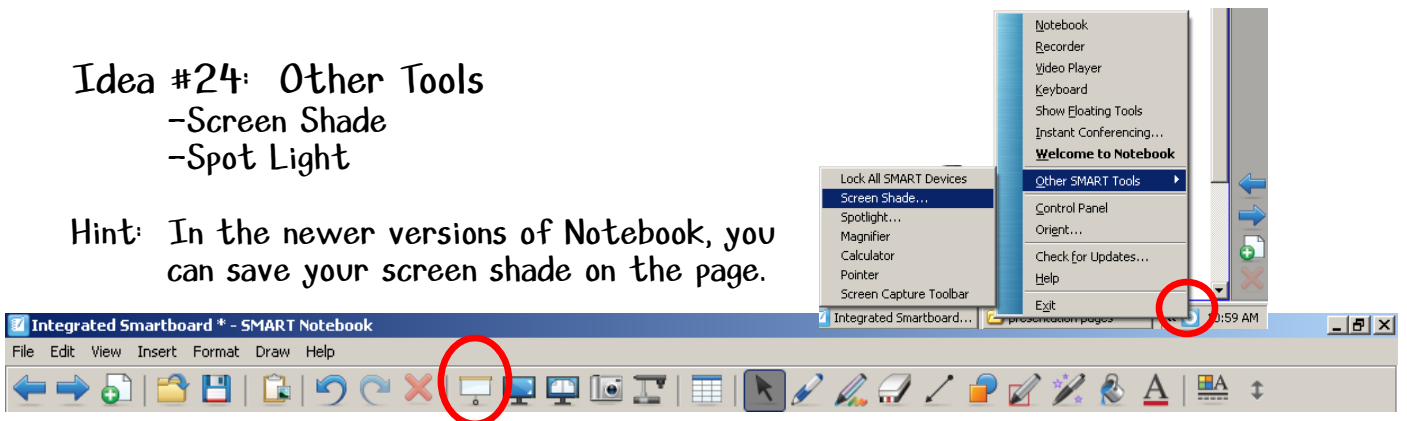 Idea #24: Other Tools
-Screen Shade
-Spot Light
Hint: In the newer versions of Notebook, you
can save your screen shade on the page.
Notebook
Recorder
Video Player
Keyboard
Show Floating Tools
Instant Conferencing...
Welcome to Notebook
Other SMART Tools
Control Panel
Orient...
Check for Updates...
Help
Exit
Lock All SMART Devices
Screen Shade...
Spotlight...
Magnifier
Calculator
Pointer
Screen Capture Toolbar
Integrated Smartboard...
presentation pages
:59 AM
Integrated Smartboard * - SMART Notebook
File Edit View Insert Format Draw Help